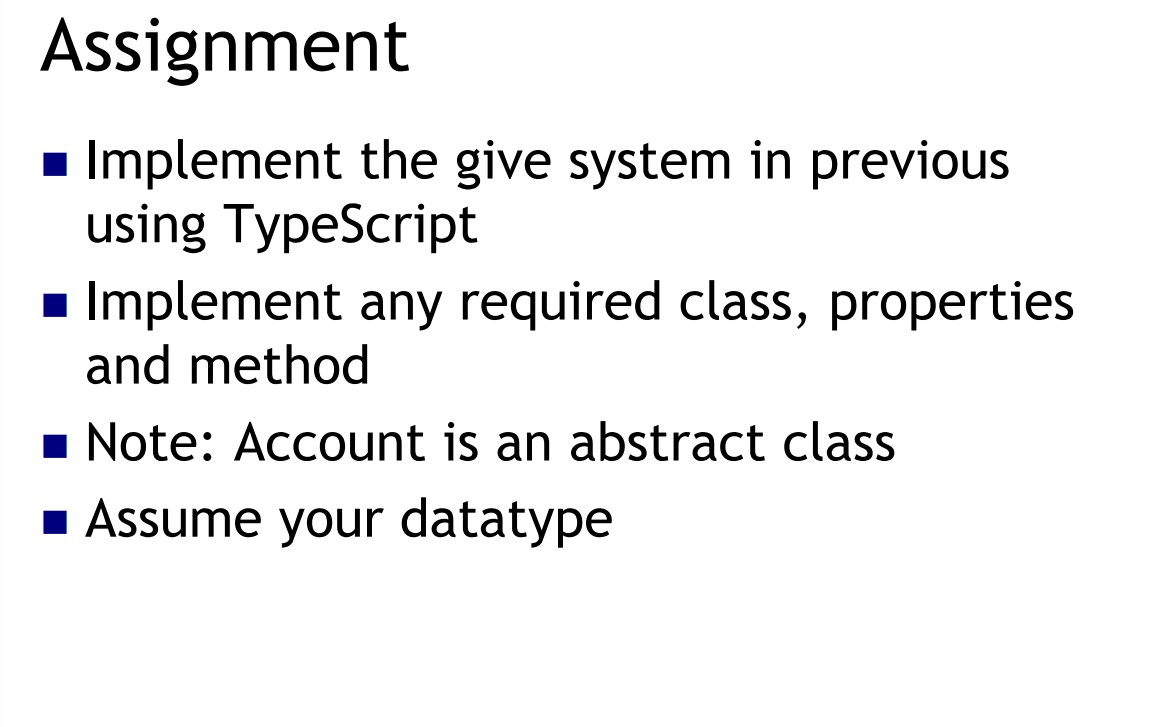 Assignment
Implement the give system in previous
using TypeScript
Implement any required class, properties
and method
Note: Account is an abstract class
Assume your datatype